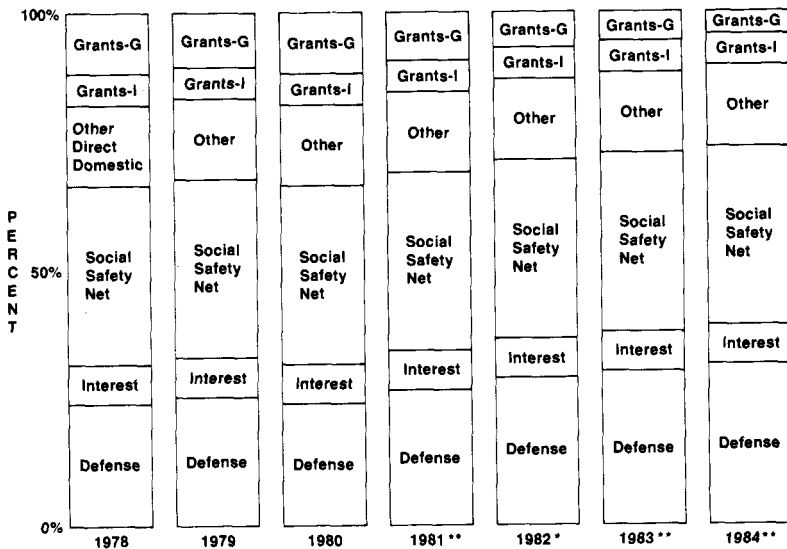 100%
50%
0%
PERCENT
Grants-G
Grants-I
Other
Direct
Domestic
Social
Safety
Net
Interest
Defense
1978
Grants-G
Grants-I
Other
Social
Safety
Net
Interest
Defense
1979
Grants-G
Grants-I
Other
Social
Safety
Net
Interest
Defense
1980
Grants-G
Grants-I
Other
Social
Safety
Net
Interest
Defense
1981 **
Grants-G
Grants-I
Other
Social
Safety
Net
Interest
Defense
1982 *
Grants-G
Grants-I
Other
Social
Safety
Net
Interest
Defense
1983 **
Grants-G
Grants-I
Other
Social
Safety
Net
Interest
Defense
1984 **